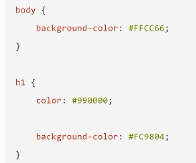 body {
background-color: #FFCC66;
}
h1 {
color: #990000;
background-color: #FC9804;
}